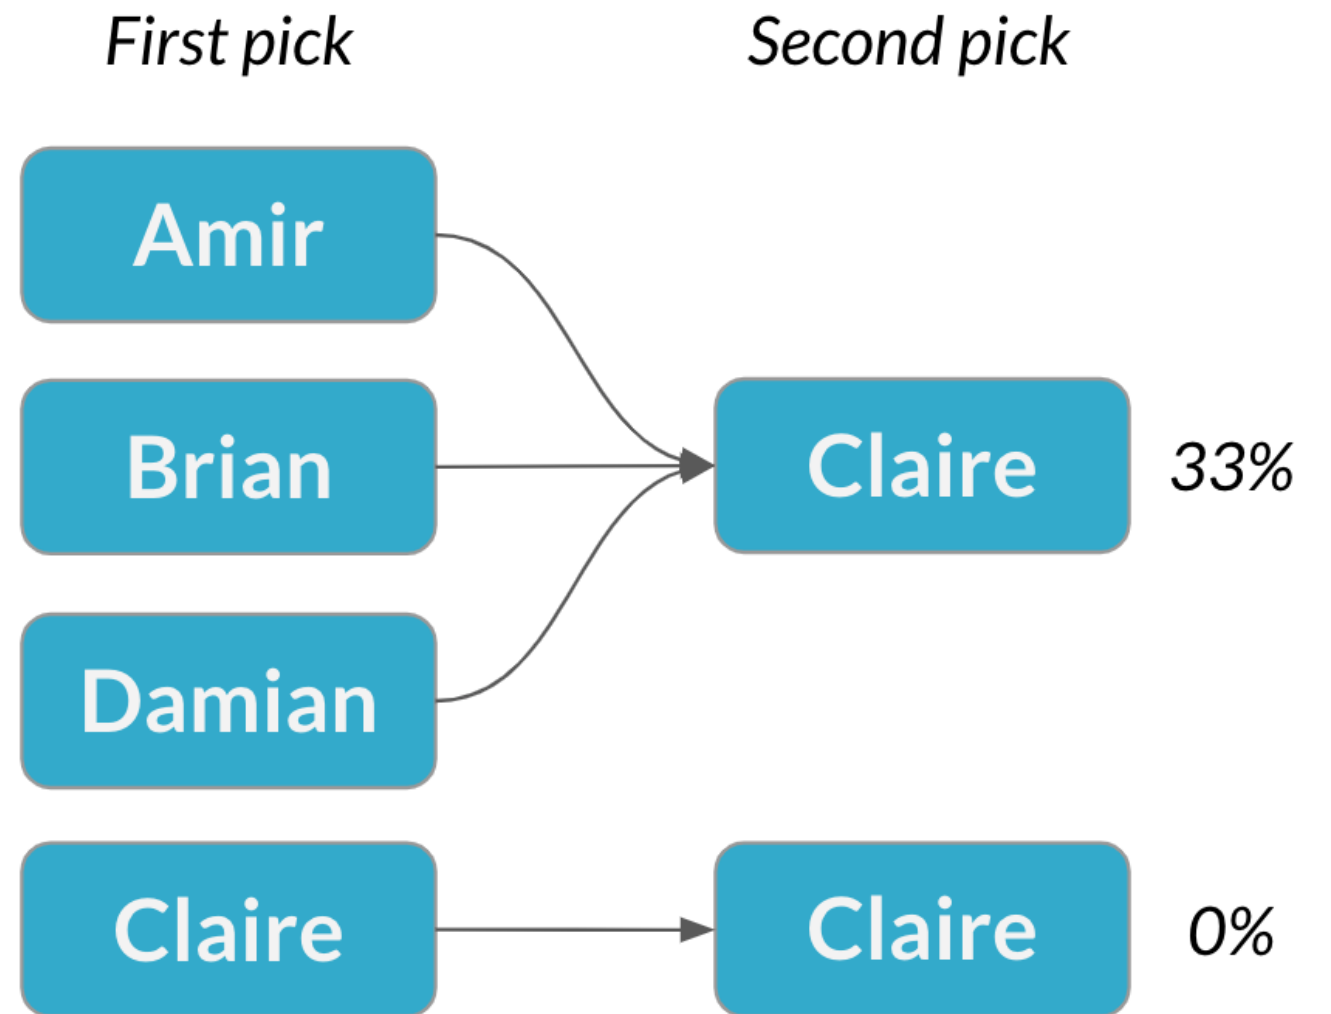 First pick
Second pick
Amir
Brian
Claire
33%
Damian
Claire
Claire
0%